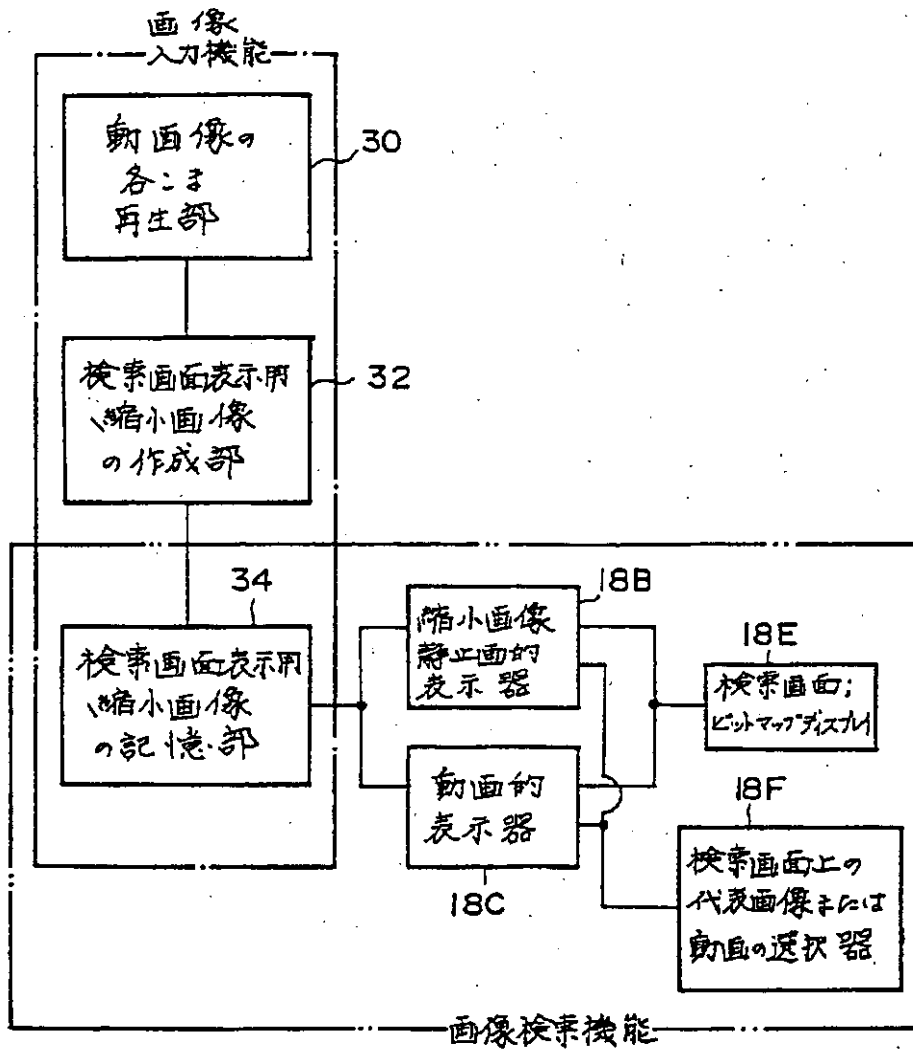 画像
入力機能
動画像の
各こま
再生部
30
検索画面表示用
縮小画像
の作成部
32
34
検索画面表示用
縮小画像
の記憶部
18B
縮小画像
静止画的
表示器
18E
検索画面;
ビットマップディスプレイ
動画的
表示器
18C
18F
検索画面上の
代表画像または
動画の選択器
画像検索機能